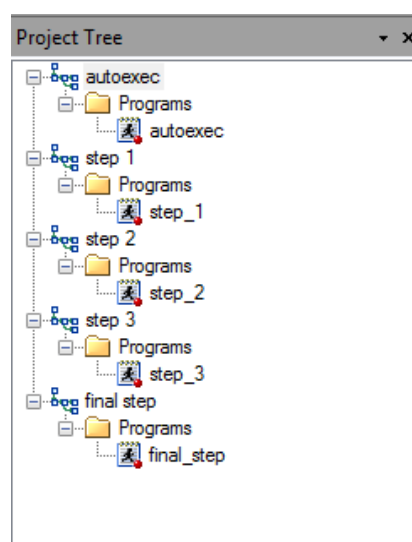 Project Tree
autoexec
Programs
autoexec
step 1
Programs
step_1
step 2
Programs
step_2
step 3
Programs
step_3
final step
Programs
final_step